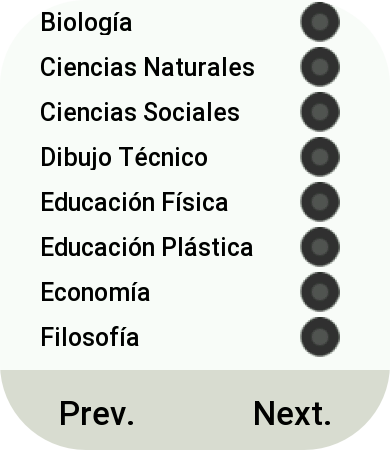 Biología
Ciencias Naturales
Ciencias Sociales
Dibujo Técnico
Educación Física
Educación Plástica
Economía
Filosofía
Prev. Next.